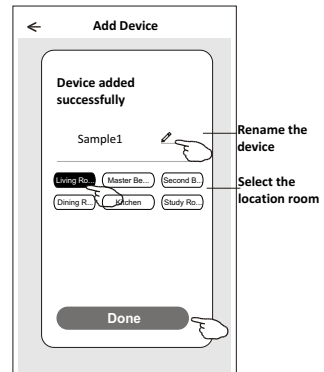 Add Device
Device added
successfully
Sample1
Rename the
device
Living Ro... Master Be... Second B...
Select the
location room
Dining R... Kitchen Study Ro...
Done